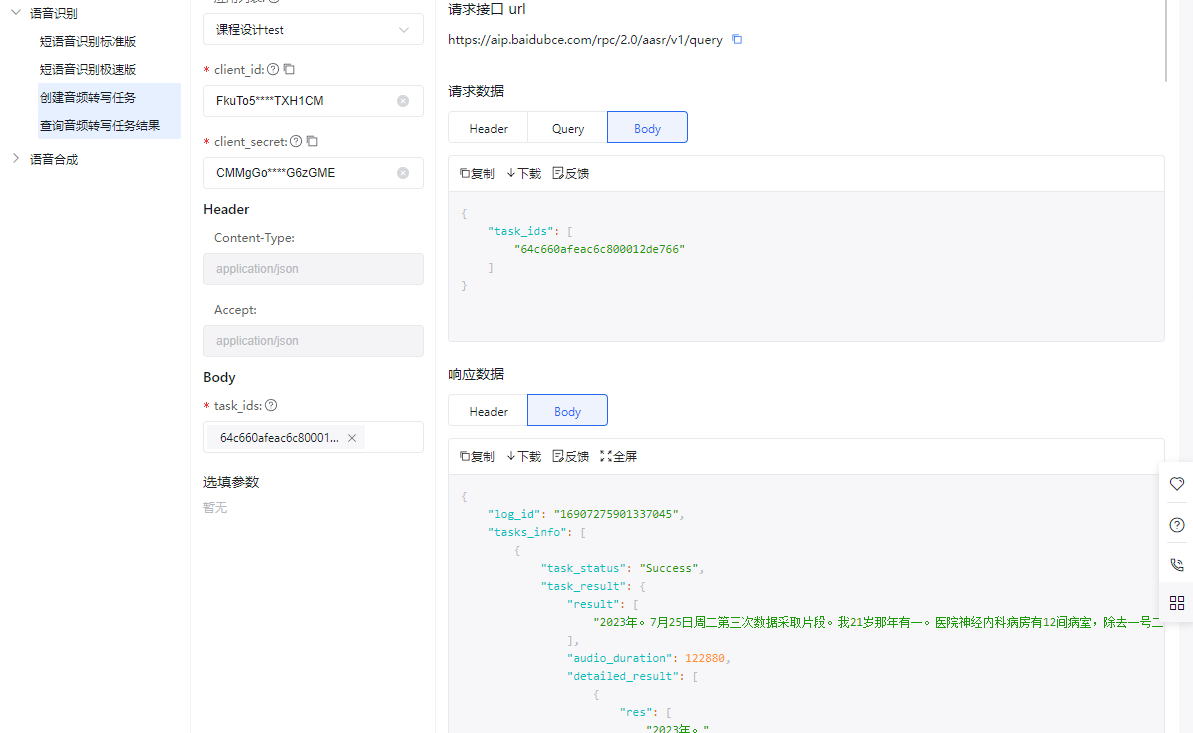 语音识别
短语音识别标准版
短语音识别极速版
创建音频转写任务
查询音频转写任务结果
语音合成
课程设计test
* client_id:
FkuTo5****TXH1CM
* client_secret:
CMMgGo****G6zGME
Header
Content-Type:
application/json
Accept:
application/json
Body
* task_ids:
64c660afeac6c80001...
选填参数
暂无
请求接口 url
https://aip.baidubce.com/rpc/2.0/aasr/v1/query
请求数据
Header Query Body
复制 下载 反馈
{
"task_ids": [
"64c660afeac6c800012de766"
]
}
响应数据
Header Body
复制 下载 反馈 全屏
{
"log_id": "16907275901337045",
"tasks_info": [
{
"task_status": "Success",
"task_result": {
"result": [
"2023年。7月25日周二第三次数据采取片段。我21岁那年有一。医院神经内科病房有12间病室，除去一号二
],
"audio_duration": 122880,
"detailed_result": [
{
"res": [
"2023年。"